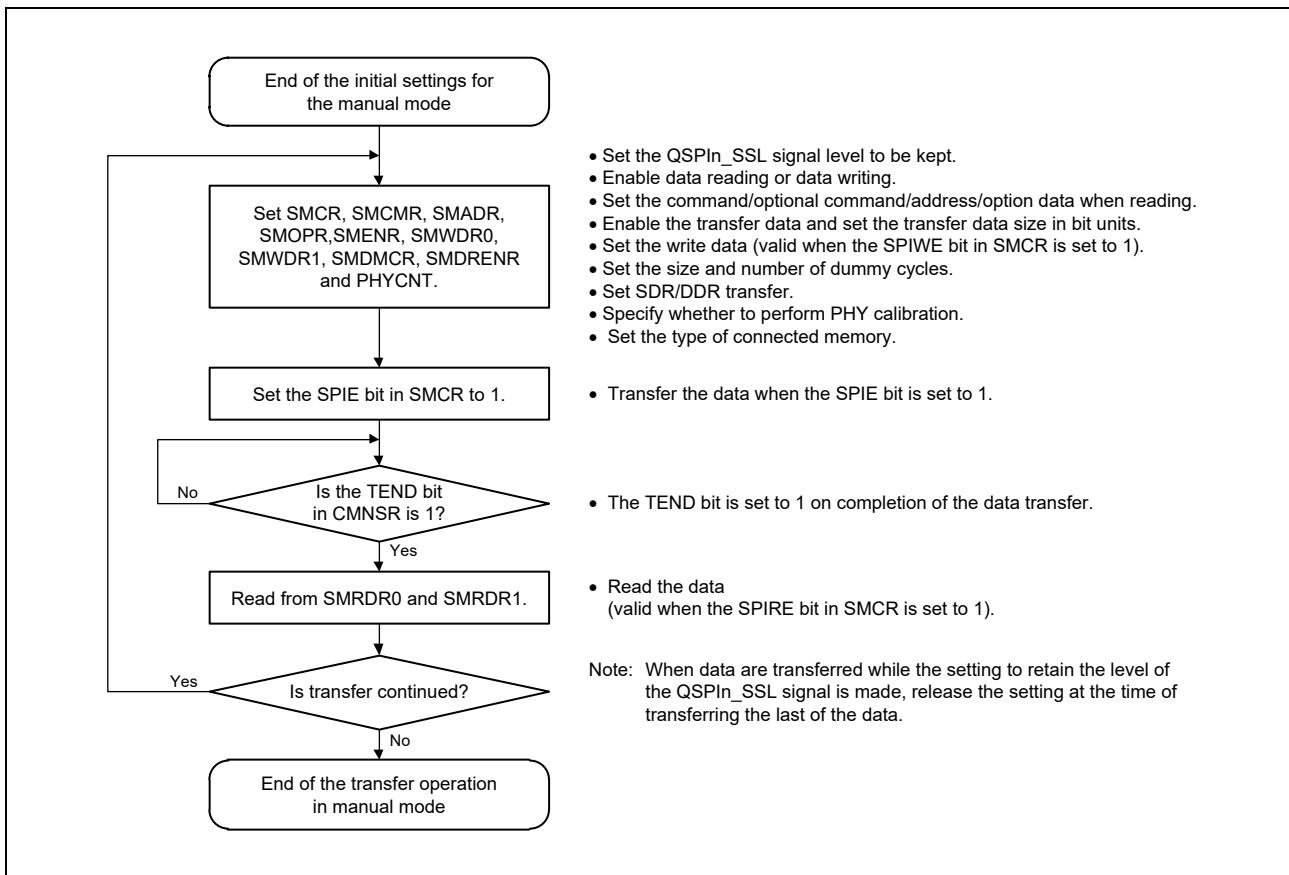 End of the initial settings for
the manual mode
Set SMCR, SMCMR, SMADR,
SMOPR,SMENR, SMWDR0,
SMWDR1, SMDMCR, SMDRENR
and PHYCNT.
• Set the QSPIn_SSL signal level to be kept.
• Enable data reading or data writing.
• Set the command/optional command/address/option data when reading.
• Enable the transfer data and set the transfer data size in bit units.
• Set the write data (valid when the SPIWE bit in SMCR is set to 1).
• Set the size and number of dummy cycles.
• Set SDR/DDR transfer.
• Specify whether to perform PHY calibration.
• Set the type of connected memory.
Set the SPIE bit in SMCR to 1.
• Transfer the data when the SPIE bit is set to 1.
No
Is the TEND bit
in CMNSR is 1?
• The TEND bit is set to 1 on completion of the data transfer.
Yes
Read from SMRDR0 and SMRDR1.
• Read the data
(valid when the SPIRE bit in SMCR is set to 1).
Yes
Is transfer continued?
Note: When data are transferred while the setting to retain the level of
the QSPIn_SSL signal is made, release the setting at the time of
transferring the last of the data.
No
End of the transfer operation
in manual mode